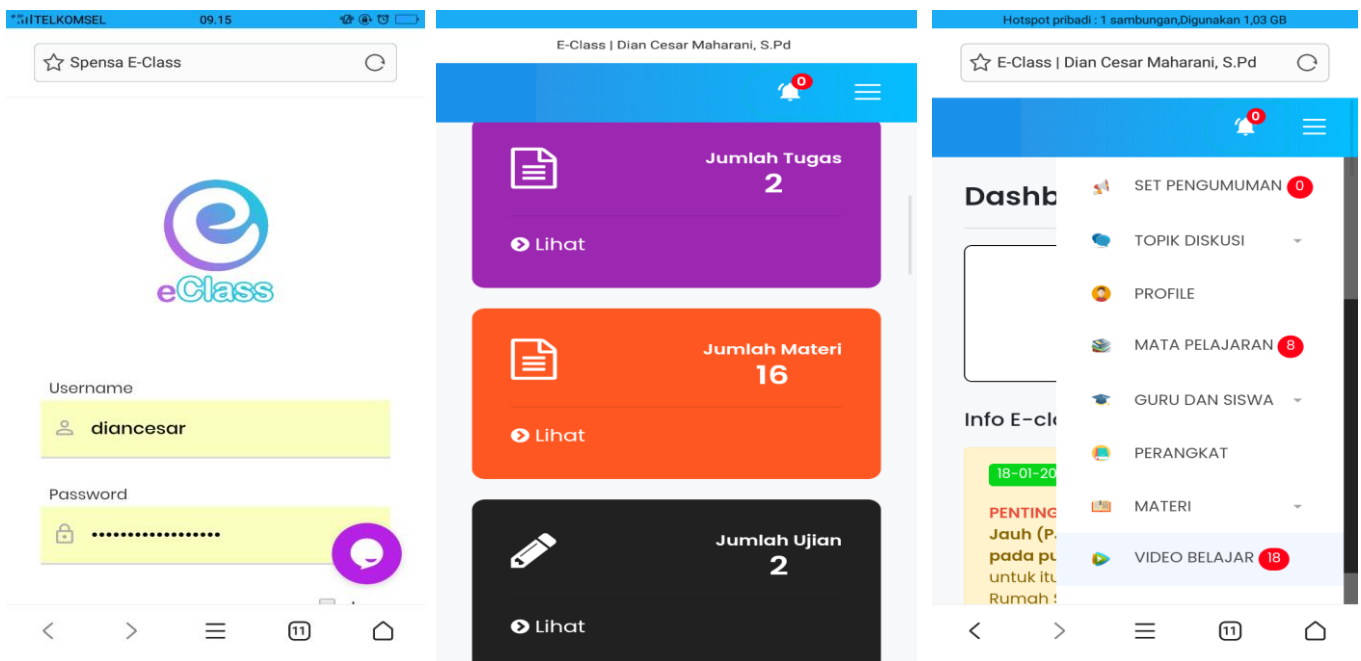 TELKOMSEL 09.15
Spensa E-Class
eClass
Username
diancesar
Password
••••••••••••••••••
11
E-Class | Dian Cesar Maharani, S.Pd
0
Jumlah Tugas
2
Lihat
Jumlah Materi
16
Lihat
Jumlah Ujian
2
Lihat
Hotspot pribadi : 1 sambungan,Digunakan 1,03 GB
E-Class | Dian Cesar Maharani, S.Pd
0
Dashb
SET PENGUMUMAN 0
TOPIK DISKUSI
PROFILE
MATA PELAJARAN 8
GURU DAN SISWA
Info E-cl
PERANGKAT
18-01-20
MATERI
PENTING
Jauh (P.
pada pu
VIDEO BELAJAR 18
untuk itu
Rumah
11